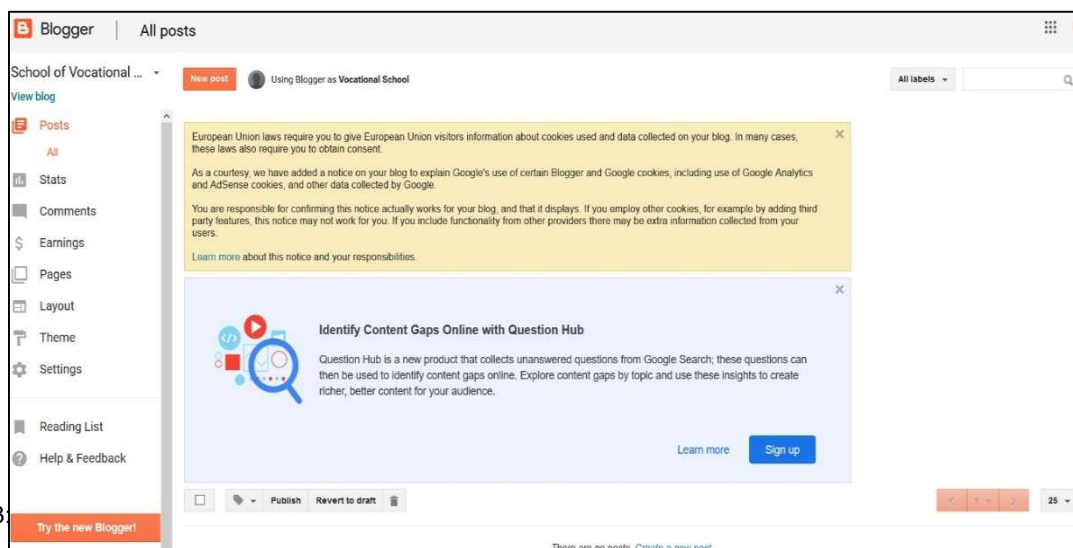 Blogger
All posts
School of Vocational ...
View blog
Posts
All
Stats
Comments
Earnings
Pages
Layout
Theme
Settings
Reading List
Help & Feedback
Try the new Blogger!
New post
Using Blogger as Vocational School
All labels
European Union laws require you to give European Union visitors information about cookies used and data collected on your blog. In many cases,
these laws also require you to obtain consent.
As a courtesy, we have added a notice on your blog to explain Google's use of certain Blogger and Google cookies, including use of Google Analytics
and AdSense cookies, and other data collected by Google.
You are responsible for confirming this notice actually works for your blog, and that it displays. If you employ other cookies, for example by adding third
party features, this notice may not work for you. If you include functionality from other providers there may be extra information collected from your
users.
Learn more about this notice and your responsibilities.
Identify Content Gaps Online with Question Hub
Question Hub is a new product that collects unanswered questions from Google Search; these questions can
then be used to identify content gaps online. Explore content gaps by topic and use these insights to create
richer, better content for your audience.
Learn more
Sign up
Publish
Revert to draft
1
25
There are no posts. Create a new post.